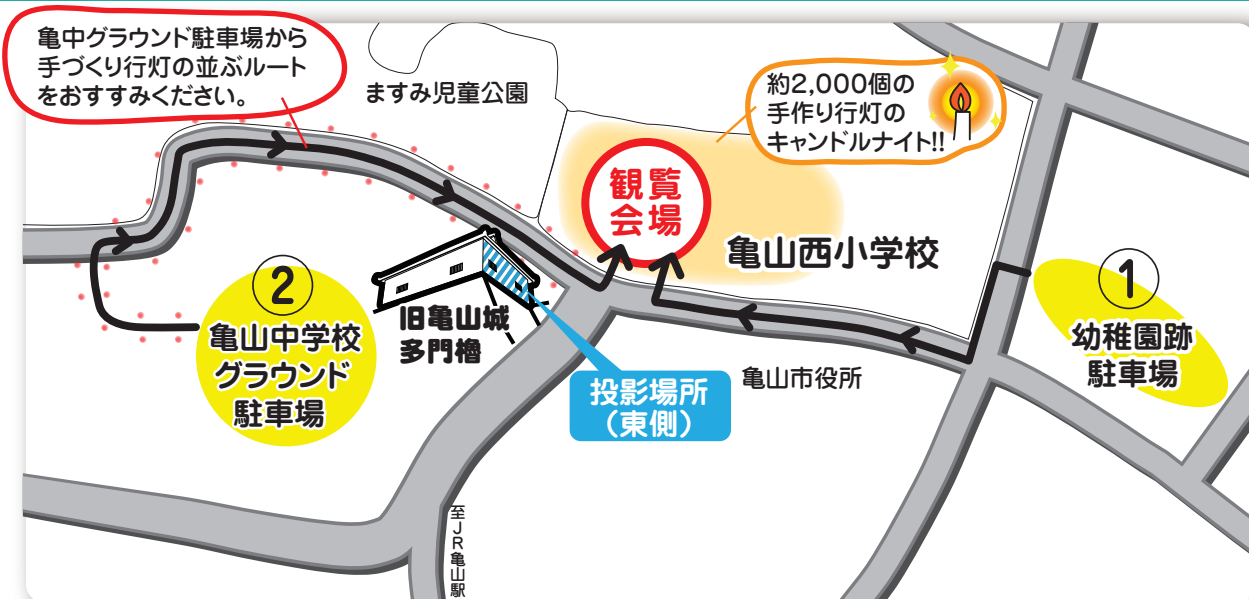 亀中グラウンド駐車場から
手づくり行灯の並ぶルート
をおすすみください。
ますみ児童公園
約2,000個の
手作り行灯の
キャンドルナイト!!
観覧
会場
亀山西小学校
①
幼稚園跡
駐車場
②
亀山中学校
グラウンド
駐車場
旧亀山城
多門櫓
投影場所
（東側）
亀山市役所
至JR亀山駅